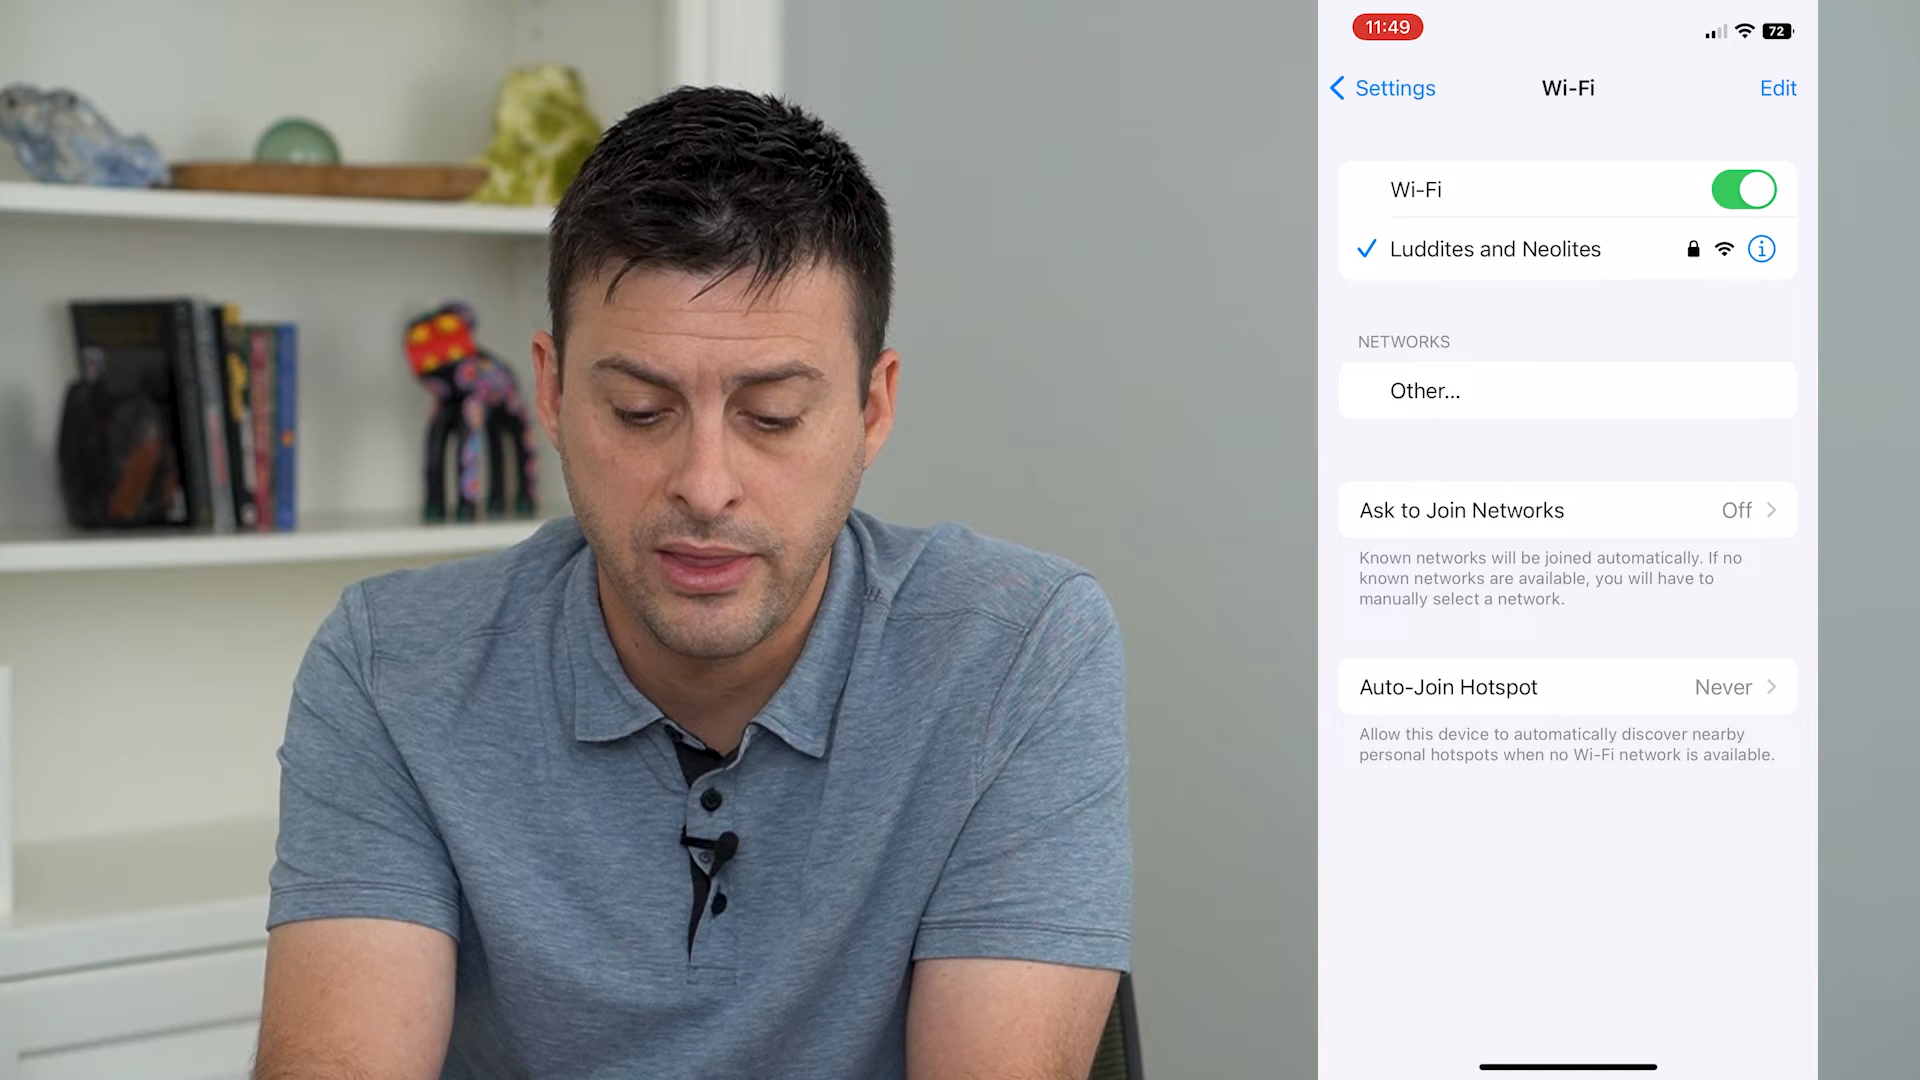 11:49
72
Settings
Wi-Fi
Edit
Wi-Fi
Luddites and Neolites
NETWORKS
Other...
Ask to Join Networks
Off
Known networks will be joined automatically. If no
known networks are available, you will have to
manually select a network.
Auto-Join Hotspot
Never
Allow this device to automatically discover nearby
personal hotspots when no Wi-Fi network is available.